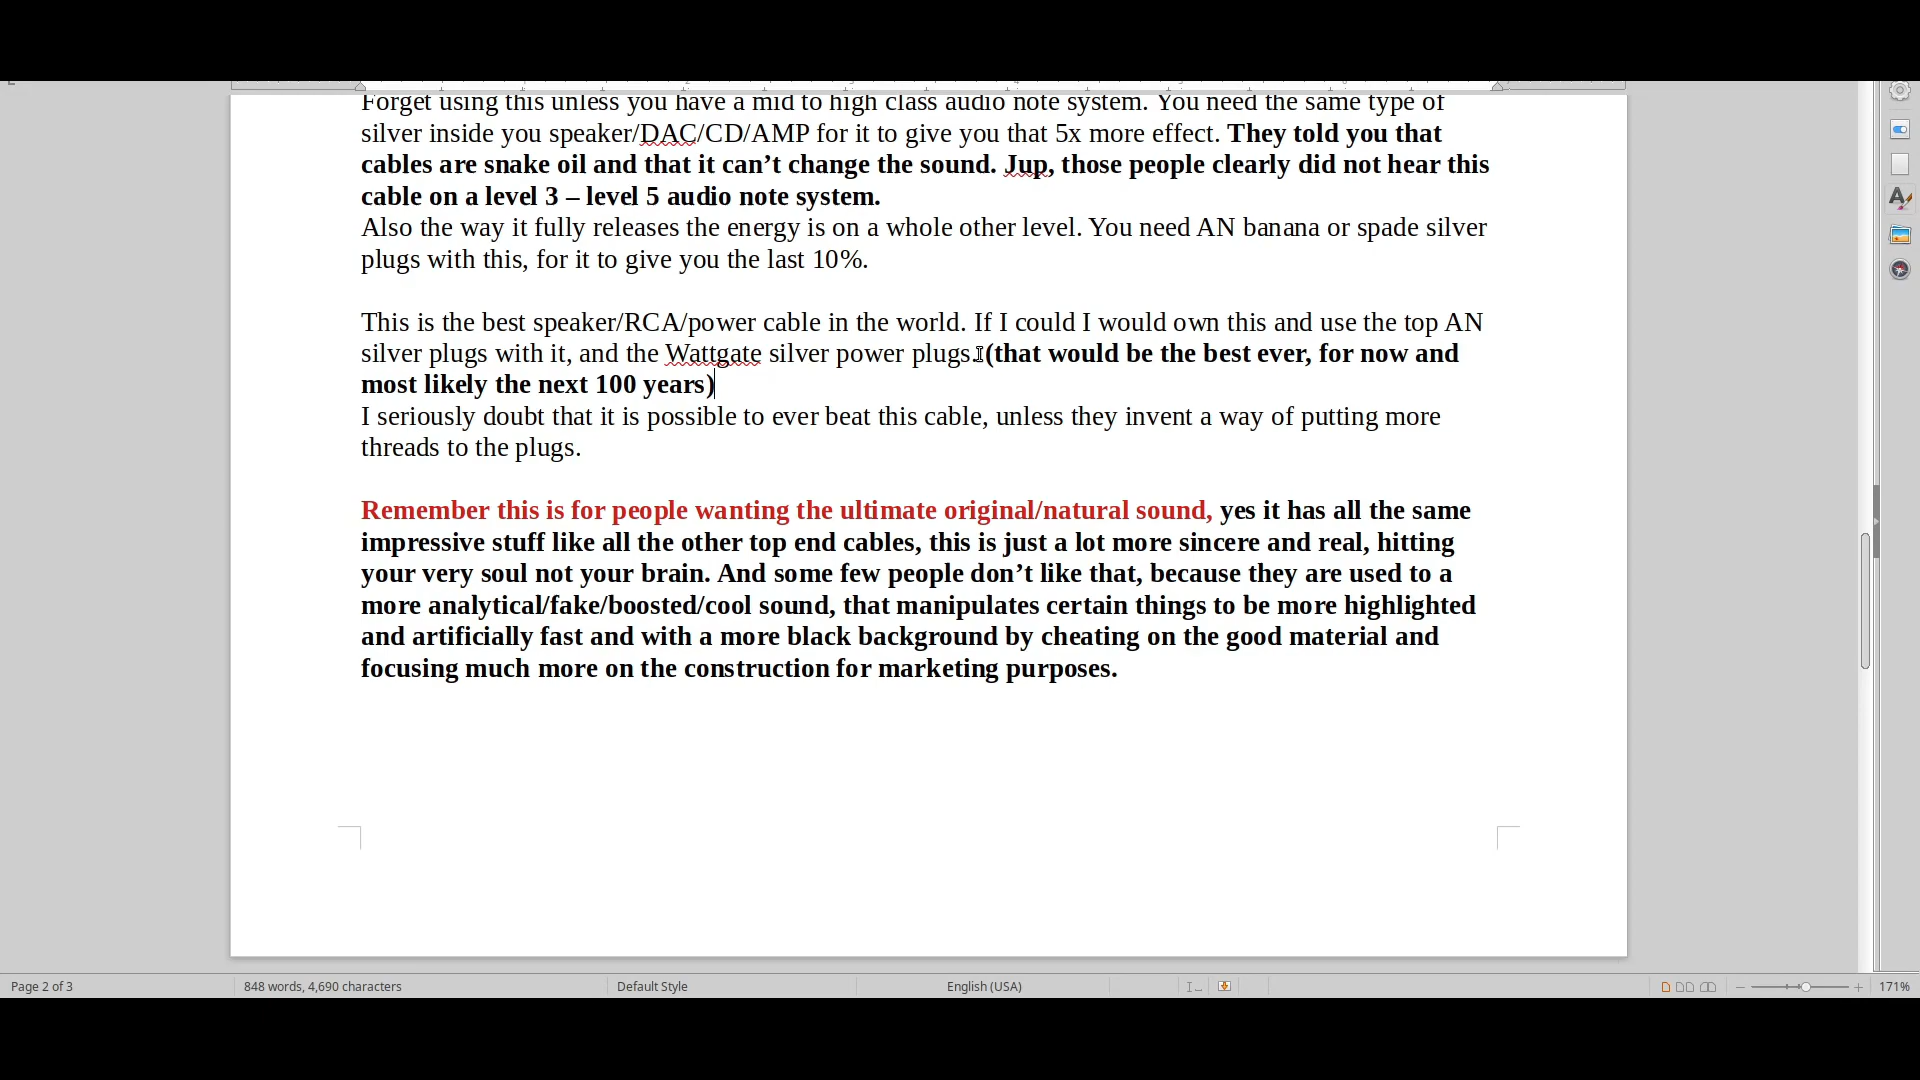 Forget using this unless you have a mid to high class audio note system. You need the same type of
silver inside you speaker/DAC/CD/AMP for it to give you that 5x more effect. They told you that
cables are snake oil and that it can’t change the sound. Jup, those people clearly did not hear this
cable on a level 3 – level 5 audio note system.
Also the way it fully releases the energy is on a whole other level. You need AN banana or spade silver
plugs with this, for it to give you the last 10%.
This is the best speaker/RCA/power cable in the world. If I could I would own this and use the top AN
silver plugs with it, and the Wattgate silver power plugs. (that would be the best ever, for now and
most likely the next 100 years)
I seriously doubt that it is possible to ever beat this cable, unless they invent a way of putting more
threads to the plugs.
Remember this is for people wanting the ultimate original/natural sound, yes it has all the same
impressive stuff like all the other top end cables, this is just a lot more sincere and real, hitting
your very soul not your brain. And some few people don’t like that, because they are used to a
more analytical/fake/boosted/cool sound, that manipulates certain things to be more highlighted
and artificially fast and with a more black background by cheating on the good material and
focusing much more on the construction for marketing purposes.
Page 2 of 3 848 words, 4,690 characters Default Style English (USA) 171%